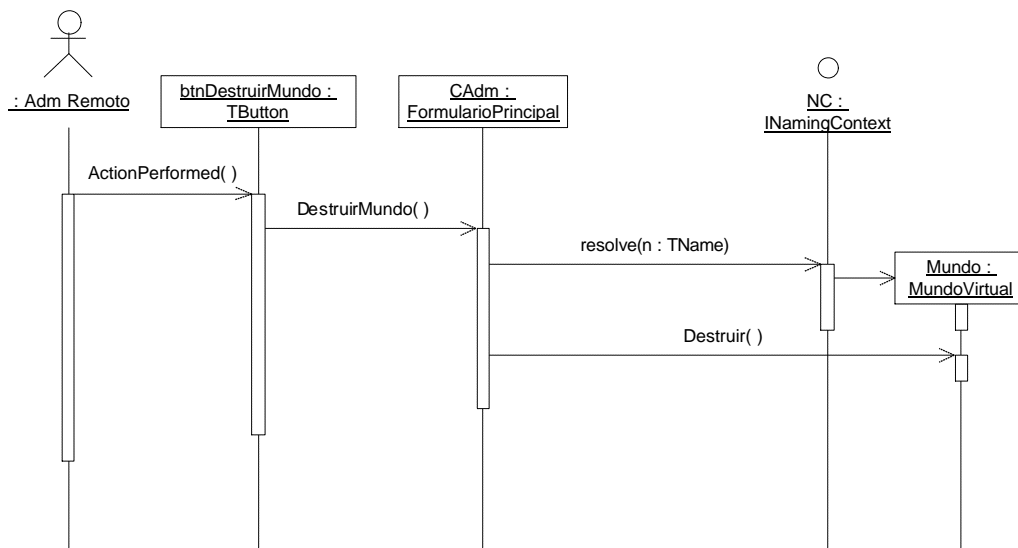 : Adm Remoto
btnDestruirMundo :
TButton
CAdm :
FormularioPrincipal
NC :
INamingContext
ActionPerformed( )
DestruirMundo( )
resolve(n : TName)
Mundo :
MundoVirtual
Destruir( )